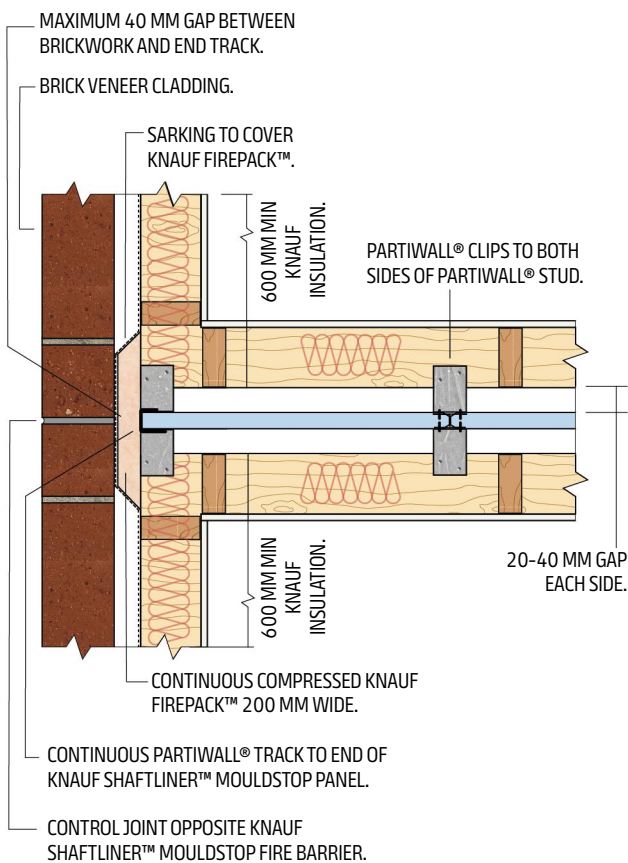 MAXIMUM 40 MM GAP BETWEEN
BRICKWORK AND END TRACK.
BRICK VENEER CLADDING.
SARKING TO COVER
KNAUF FIREPACK™.
600 MM MIN
KNAUF
INSULATION.
PARTIWALL® CLIPS TO BOTH
SIDES OF PARTIWALL® STUD.
20-40 MM GAP
EACH SIDE.
600 MM MIN
KNAUF
INSULATION.
CONTINUOUS COMPRESSED KNAUF
FIREPACK™ 200 MM WIDE.
CONTINUOUS PARTIWALL® TRACK TO END OF
KNAUF SHAFTLINER™ MOULDSTOP PANEL.
CONTROL JOINT OPPOSITE KNAUF
SHAFTLINER™ MOULDSTOP FIRE BARRIER.